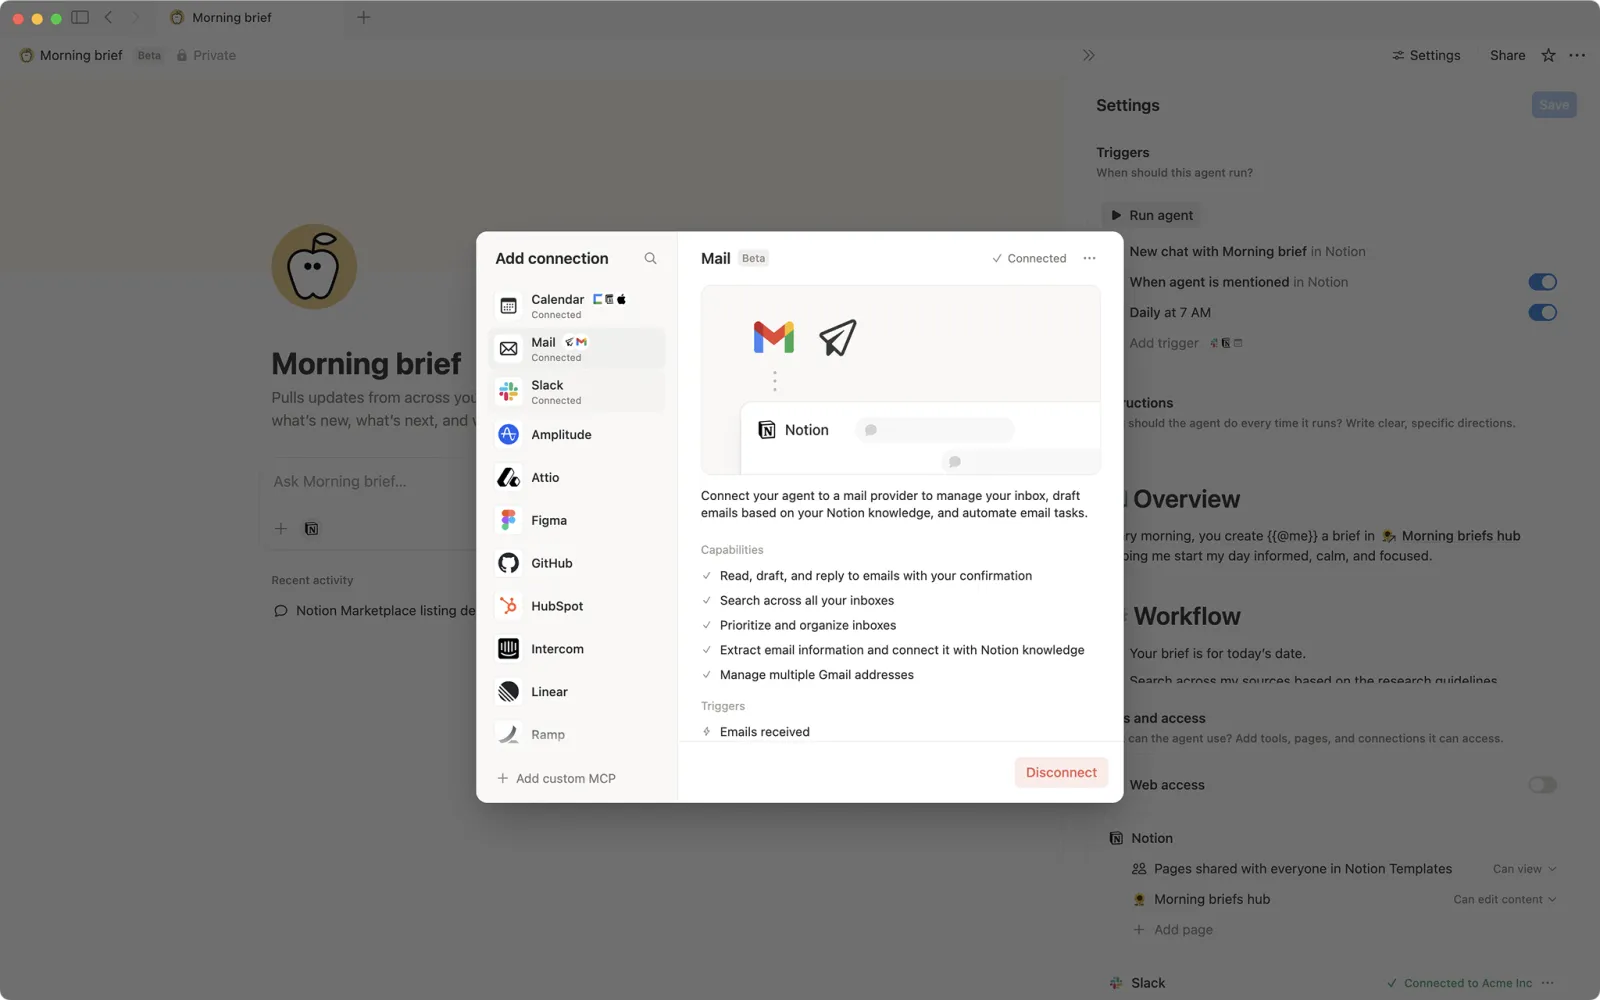 Morning brief
Morning brief Beta Private
Settings Share
Settings
Save
Triggers
When should this agent run?
Run agent
New chat with Morning brief in Notion
When agent is mentioned in Notion
Daily at 7 AM
Add trigger
ructions
should the agent do every time it runs? Write clear, specific directions.
Overview
ry morning, you create {{@me}} a brief in Morning briefs hub
ping me start my day informed, calm, and focused.
Workflow
Your brief is for today's date.
Search across my sources based on the research guidelines
s and access
can the agent use? Add tools, pages, and connections it can access.
Web access
Notion
Pages shared with everyone in Notion Templates Can view
Morning briefs hub Can edit content
Add page
Slack Connected to Acme Inc
Morning brief
Pulls updates from across you
what's new, what's next, and
Ask Morning brief...
Recent activity
Notion Marketplace listing de
Add connection
Calendar
Connected
Mail
Connected
Slack
Connected
Amplitude
Attio
Figma
GitHub
HubSpot
Intercom
Linear
Ramp
Add custom MCP
Mail Beta
Connected
Notion
Connect your agent to a mail provider to manage your inbox, draft
emails based on your Notion knowledge, and automate email tasks.
Capabilities
Read, draft, and reply to emails with your confirmation
Search across all your inboxes
Prioritize and organize inboxes
Extract email information and connect it with Notion knowledge
Manage multiple Gmail addresses
Triggers
Emails received
Disconnect